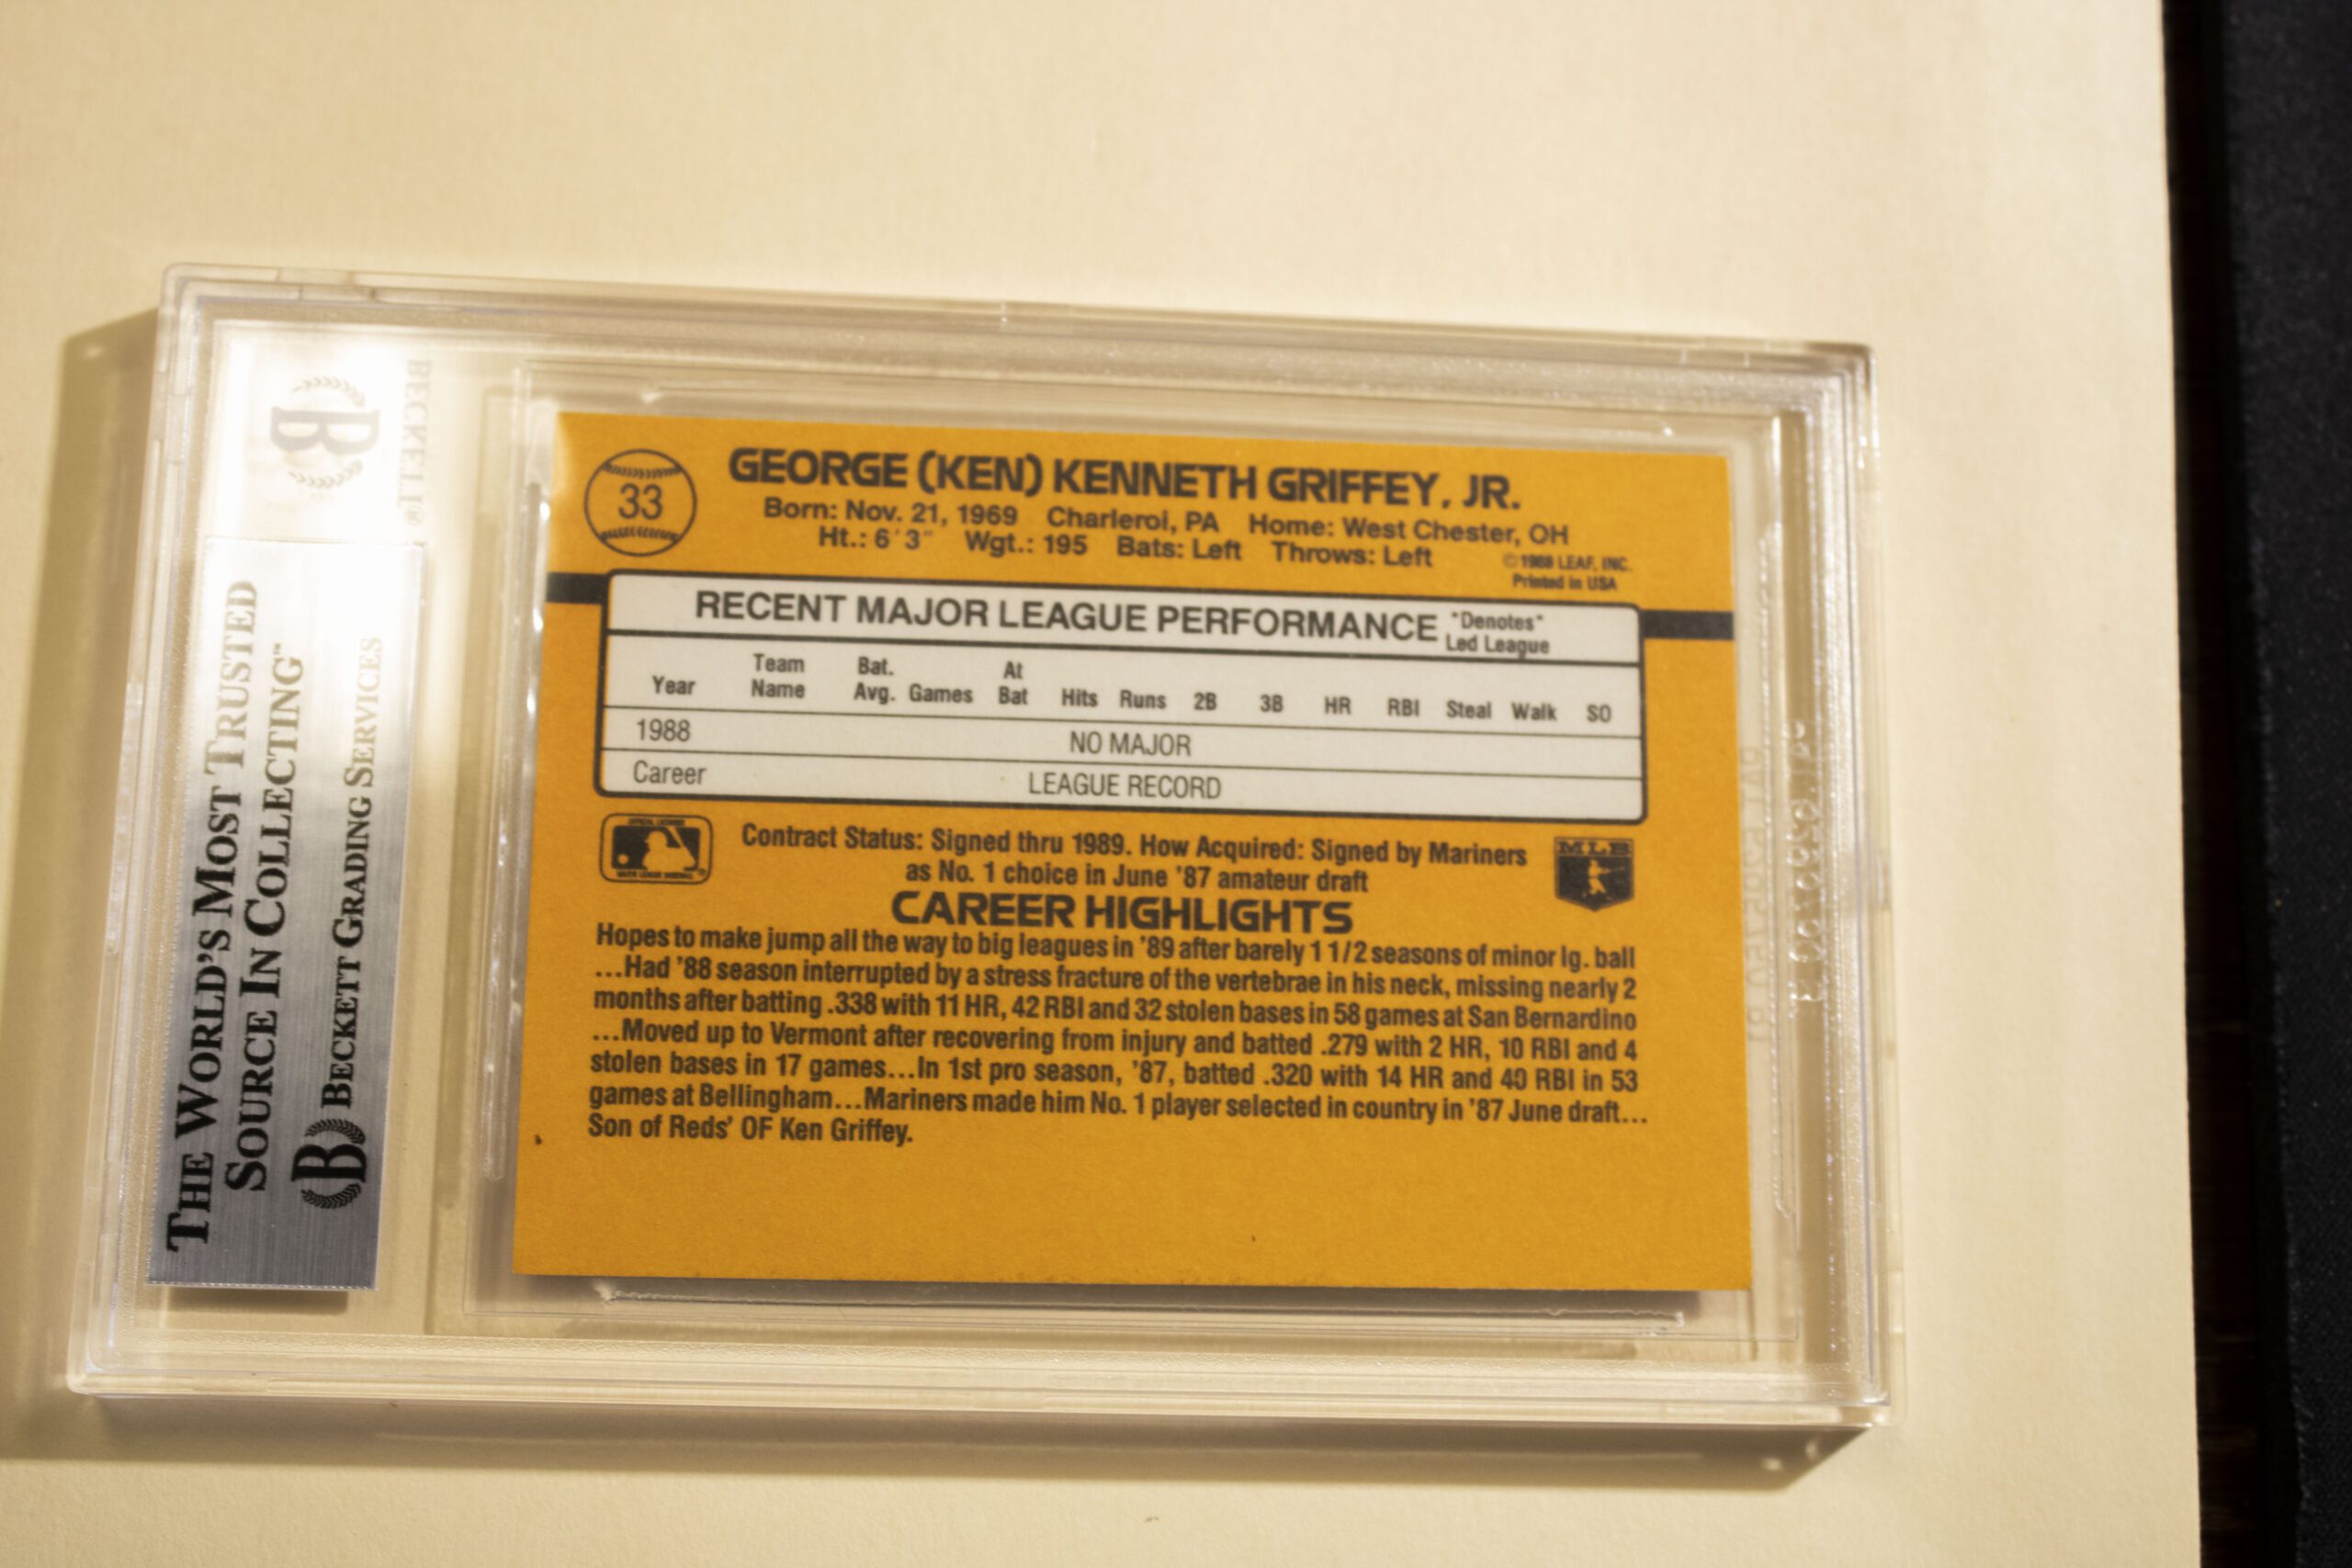 33
GEORGE (KEN) KENNETH GRIFFEY, JR.
Born: Nov. 21, 1969 Charleroi, PA Home: West Chester, OH
Ht.: 6'3" Wgt.: 195 Bats: Left Throws: Left
©1988 LEAF, INC.
Printed in USA
RECENT MAJOR LEAGUE PERFORMANCE *Denotes*
Led League
Year Team Name Bat. Avg. Games At Bat Hits Runs 2B 3B HR RBI Steal Walk SO
1988 NO MAJOR
Career LEAGUE RECORD
Contract Status: Signed thru 1989. How Acquired: Signed by Mariners
as No. 1 choice in June '87 amateur draft
MLB
CAREER HIGHLIGHTS
Hopes to make jump all the way to big leagues in '89 after barely 1 1/2 seasons of minor lg. ball
...Had '88 season interrupted by a stress fracture of the vertebrae in his neck, missing nearly 2
months after batting .338 with 11 HR, 42 RBI and 32 stolen bases in 58 games at San Bernardino
...Moved up to Vermont after recovering from injury and batted .279 with 2 HR, 10 RBI and 4
stolen bases in 17 games...In 1st pro season, '87, batted .320 with 14 HR and 40 RBI in 53
games at Bellingham...Mariners made him No. 1 player selected in country in '87 June draft...
Son of Reds' OF Ken Griffey.
THE WORLD'S MOST TRUSTED
SOURCE IN COLLECTING™
B BECKETT GRADING SERVICES
B
BECKETT®